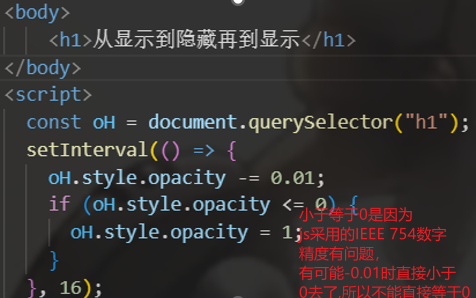 <body>
<h1>从显示到隐藏再到显示</h1>
</body>
<script>
const oH = document.querySelector("h1");
setInterval(() => {
oH.style.opacity -= 0.01;
if (oH.style.opacity <= 0) {
小于等于0是因为
js采用的IEEE 754数字
oH.style.opacity = 1;
精度有问题，
}
有可能-0.01时直接小于
}, 16);
0去了,所以不能直接等于0